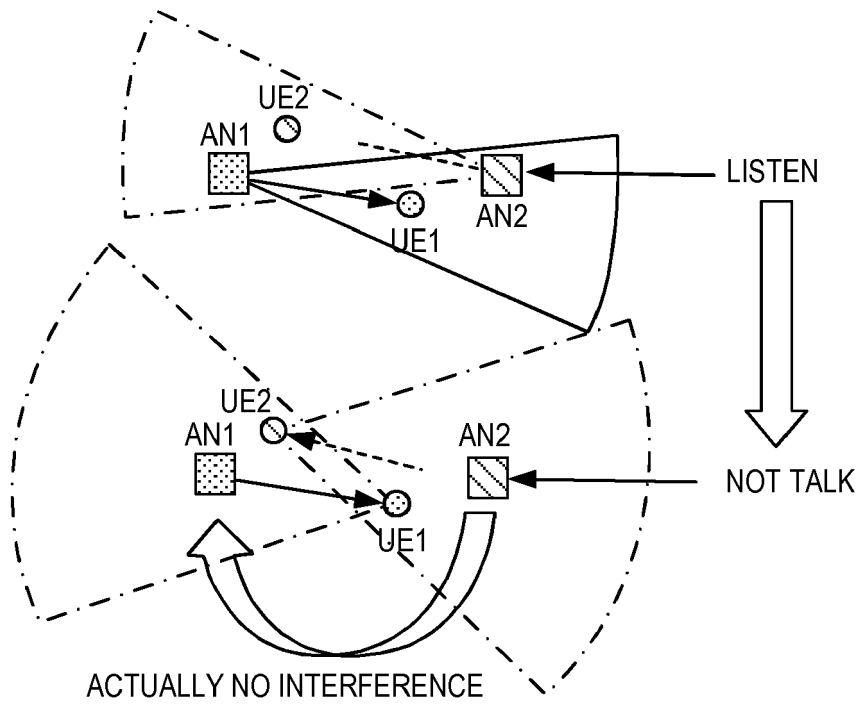 UE2
AN1
LISTEN
AN2
UE1
UE2
AN1
AN2
NOT TALK
UE1
ACTUALLY NO INTERFERENCE